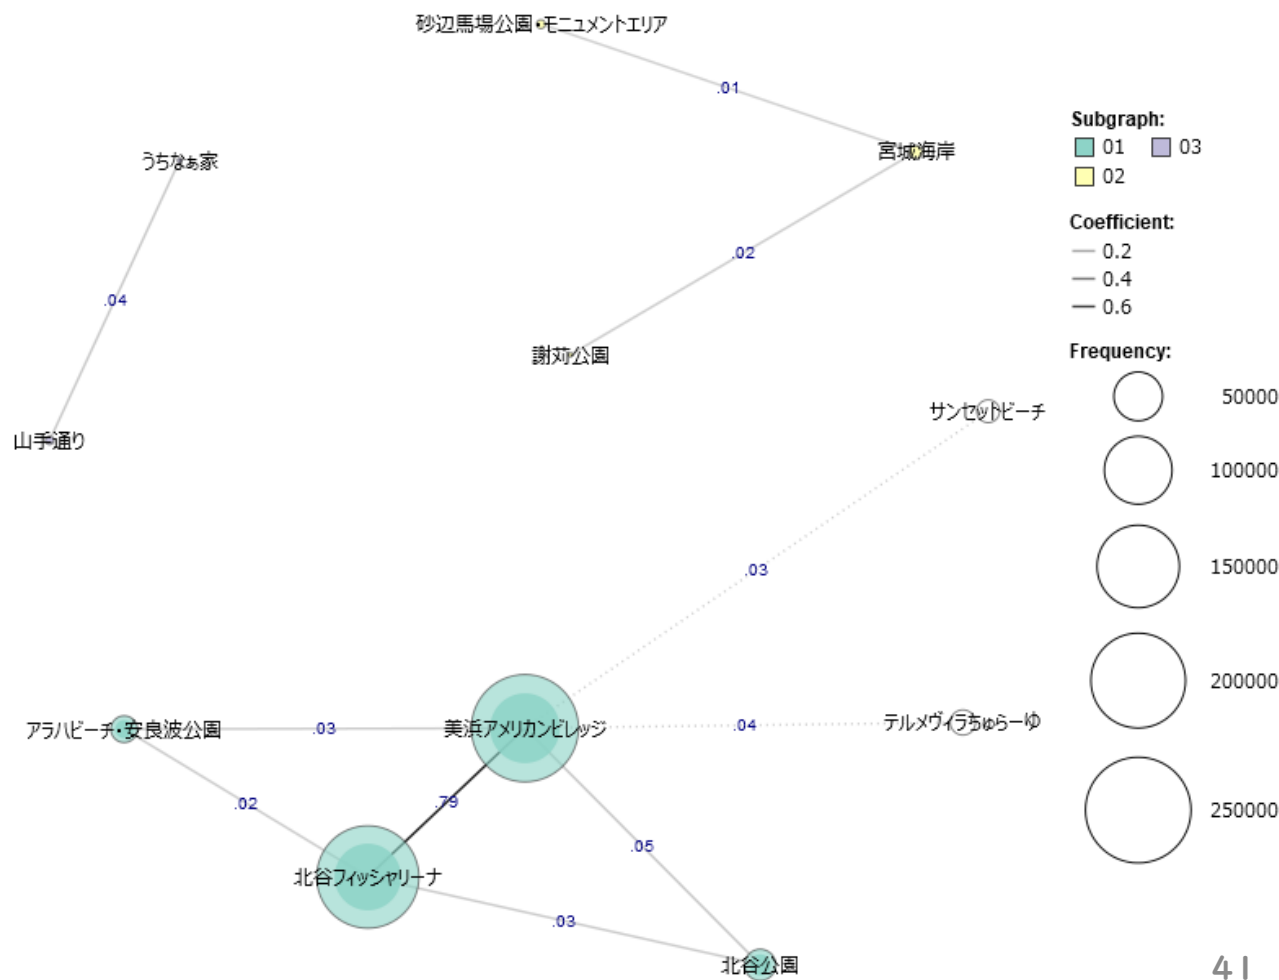 砂辺馬場公園・モニュメントエリア
.01
宮城海岸
うちなぁ家
.02
.04
謝苅公園
山手通り
サンセットビーチ
.03
アラハビーチ・安良波公園
.03
美浜アメリカンビレッジ
.04
テルメヴィラちゅらーゆ
.02
.79
.05
北谷フィッシャリーナ
.03
北谷公園
Subgraph:
01 03
02
Coefficient:
0.2
0.4
0.6
Frequency:
50000
100000
150000
200000
250000
41